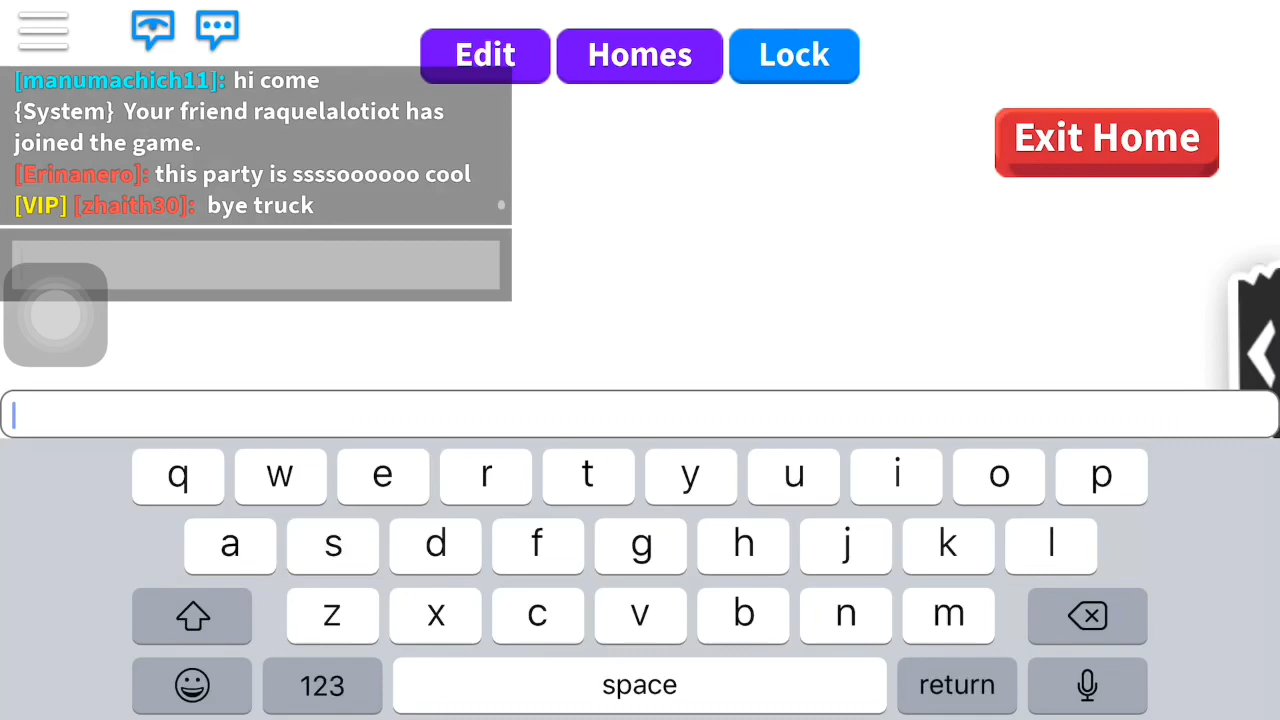 Edit Homes Lock
[manumachich11]: hi come
{System} Your friend raquelalotiot has
joined the game.
[Erinanero]: this party is ssssoooooo cool
[VIP] [zhaith30]: bye truck
Exit Home
q w e r t y u i o p
a s d f g h j k l
z x c v b n m
123 space return